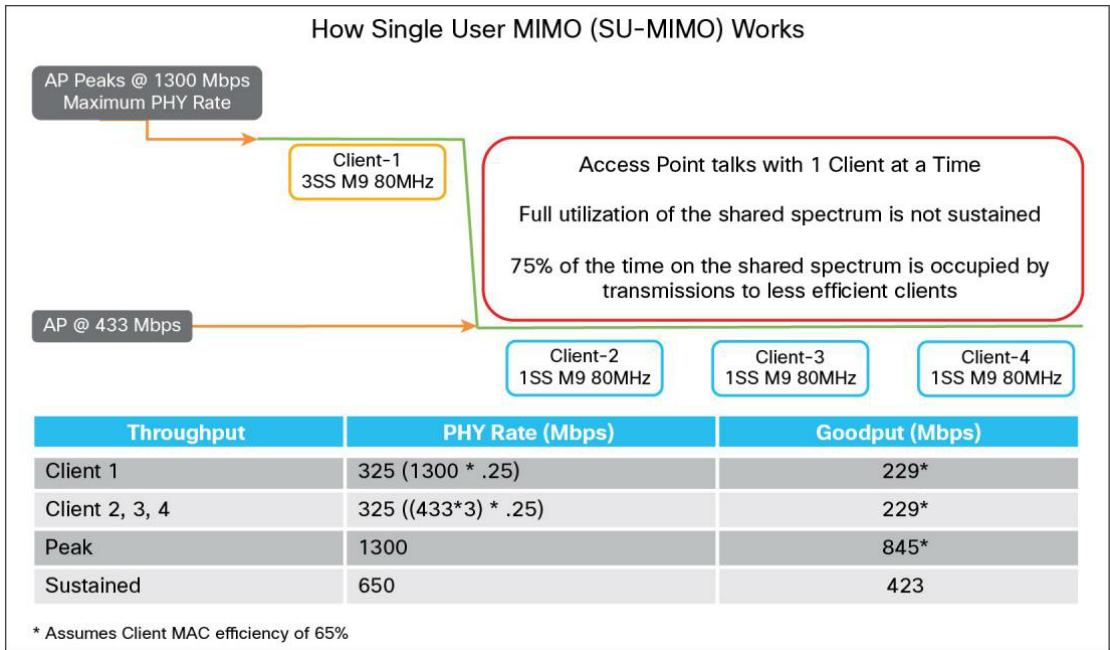 How Single User MIMO (SU-MIMO) Works
AP Peaks @ 1300 Mbps
Maximum PHY Rate
Client-1
3SS M9 80MHz
Access Point talks with 1 Client at a Time
Full utilization of the shared spectrum is not sustained
75% of the time on the shared spectrum is occupied by
transmissions to less efficient clients
AP @ 433 Mbps
Client-2
1SS M9 80MHz
Client-3
1SS M9 80MHz
Client-4
1SS M9 80MHz
Throughput PHY Rate (Mbps) Goodput (Mbps)
Client 1 325 (1300 * .25) 229*
Client 2, 3, 4 325 ((433*3) * .25) 229*
Peak 1300 845*
Sustained 650 423
* Assumes Client MAC efficiency of 65%